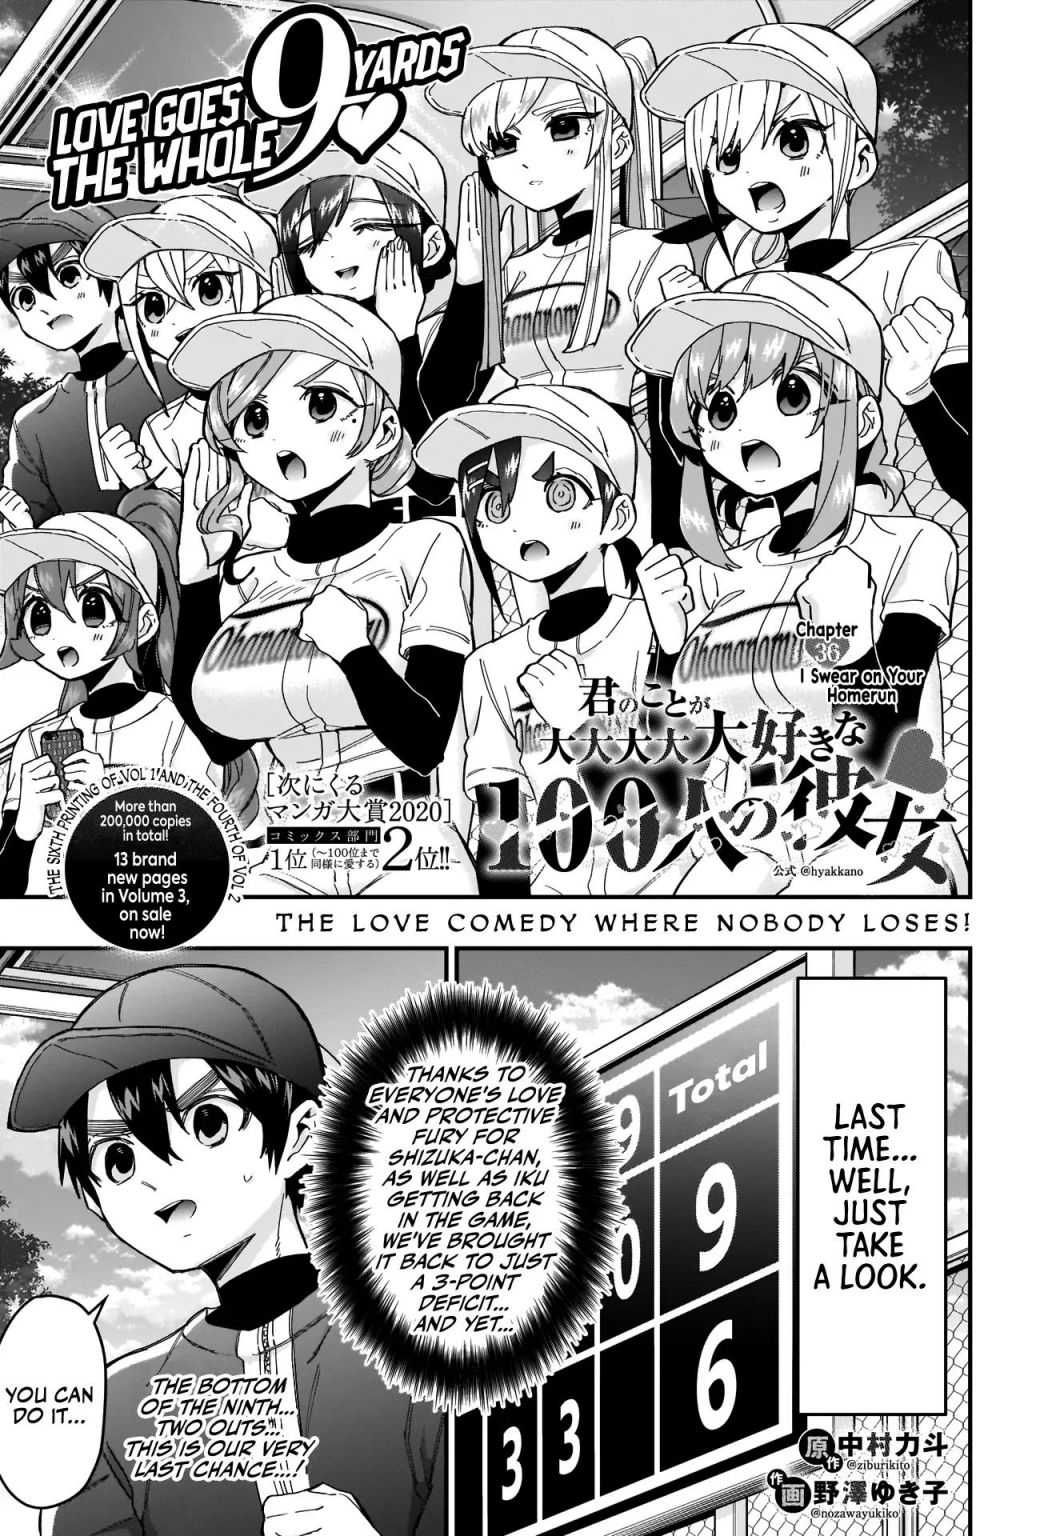 LOVE GOES
THE WHOLE
9 YARDS
Ohananomitsu
Ohananomi
Ohananomi
Chapter
36
I Swear on Your
Homerun
君のことが
大大大大大好きな
100人の彼女
公式 @hyakkano
[次にくる
マンガ大賞2020]
コミックス部門
1位(〜100位まで
同様に愛する)2位!!
THE SIXTH PRINTING OF VOL 1 AND THE FOURTH OF VOL 2
More than
200,000 copies
in total!
13 brand
new pages
in Volume 3,
on sale
now!
THE LOVE COMEDY WHERE NOBODY LOSES!
LAST
TIME...
WELL,
JUST
TAKE
A LOOK.
9 Total
9
0
6
3 3
THANKS TO
EVERYONE'S LOVE
AND PROTECTIVE
FURY FOR
SHIZUKA-CHAN,
AS WELL AS IKU
GETTING BACK
IN THE GAME,
WE'VE BROUGHT
IT BACK TO JUST
A 3-POINT
DEFICIT...
AND YET...
THE BOTTOM
OF THE NINTH...
TWO OUTS...
THIS IS OUR VERY
LAST CHANCE...!
YOU CAN
DO IT...
原作 中村力斗
@ziburikito
作画 野澤ゆき子
@nozawayukiko